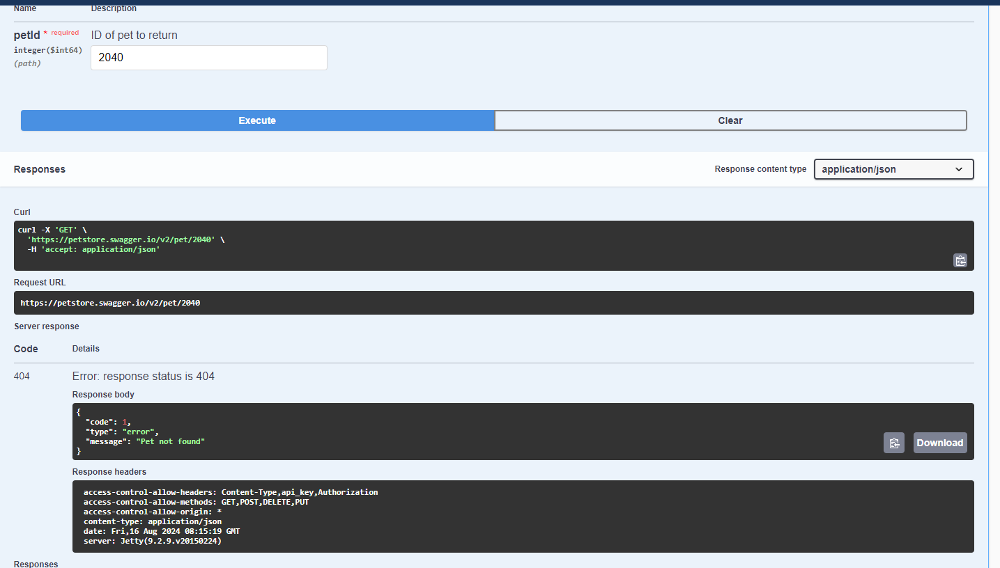 Name Description
petId * required ID of pet to return
integer($int64)
2040
(path)
Execute Clear
Responses Response content type application/json
Curl
curl -X 'GET' \
'https://petstore.swagger.io/v2/pet/2040' \
-H 'accept: application/json'
Request URL
https://petstore.swagger.io/v2/pet/2040
Server response
Code Details
404 Error: response status is 404
Response body
{
"code": 1,
"type": "error",
"message": "Pet not found"
}
Download
Response headers
access-control-allow-headers: Content-Type,api_key,Authorization
access-control-allow-methods: GET,POST,DELETE,PUT
access-control-allow-origin: *
content-type: application/json
date: Fri,16 Aug 2024 08:15:19 GMT
server: Jetty(9.2.9.v20150224)
Responses